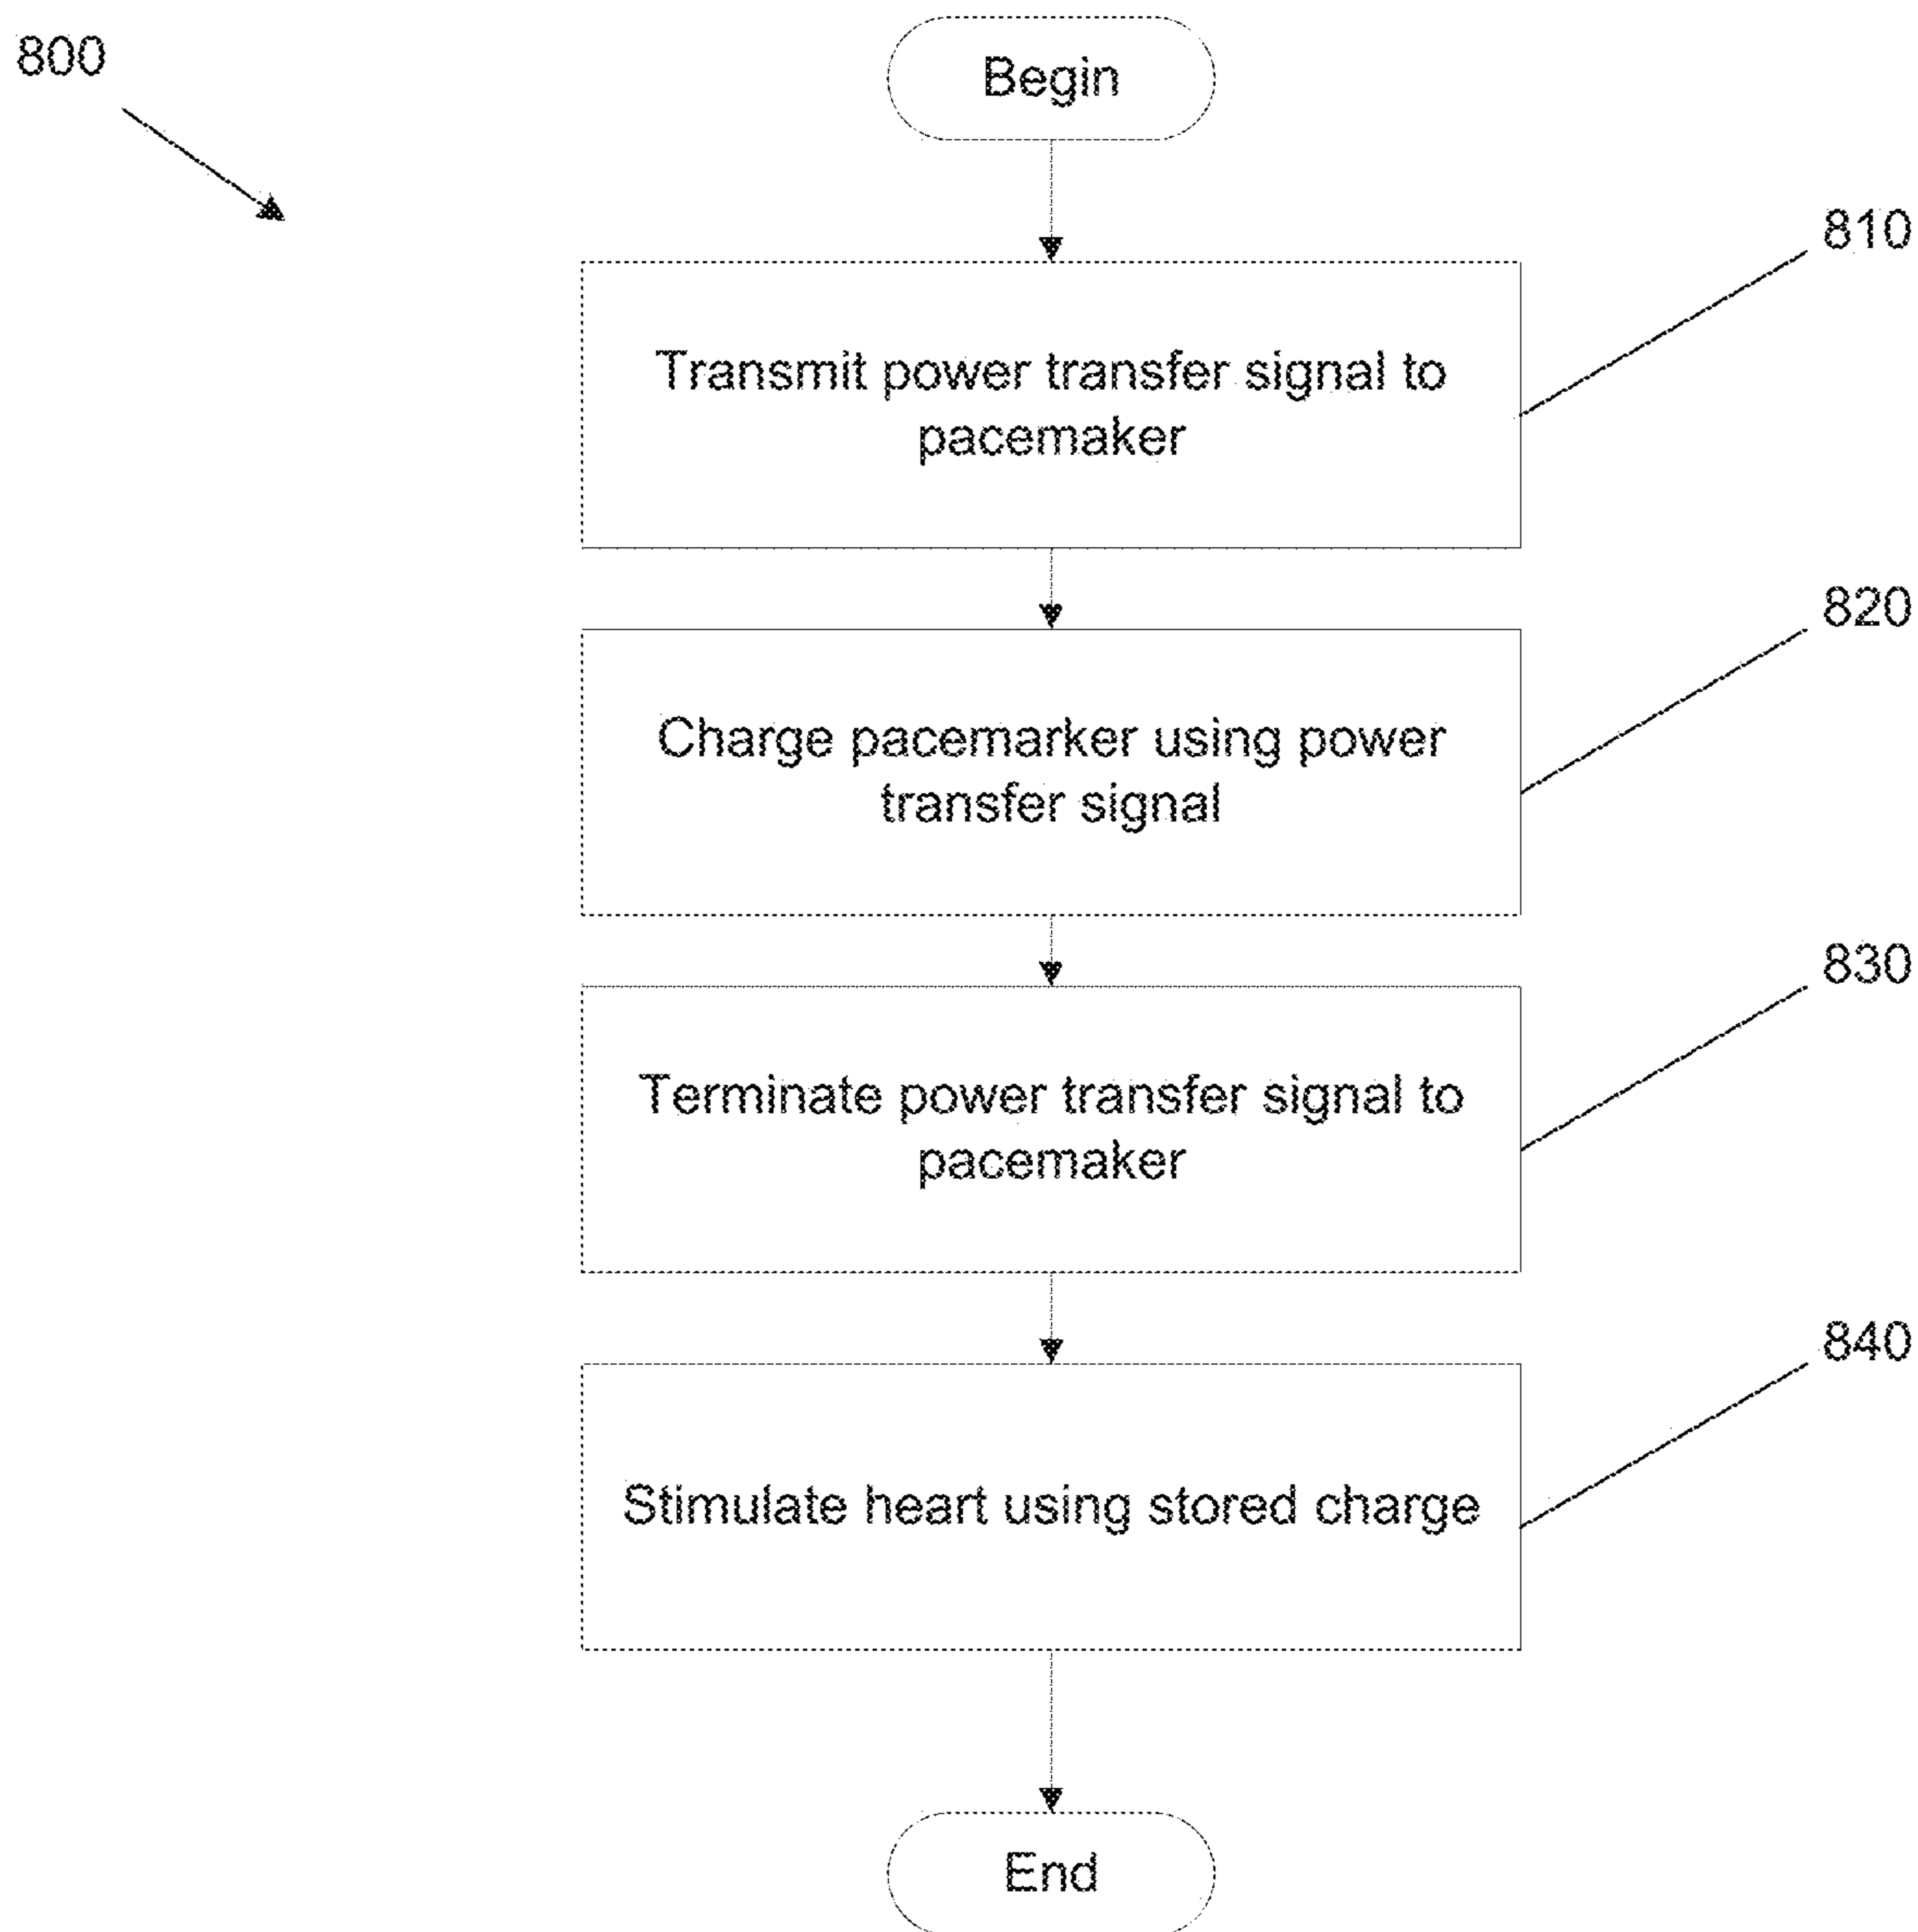 800
Begin
810
Transmit power transfer signal to
pacemaker
820
Charge pacemarker using power
transfer signal
830
Terminate power transfer signal to
pacemaker
840
Stimulate heart using stored charge
End